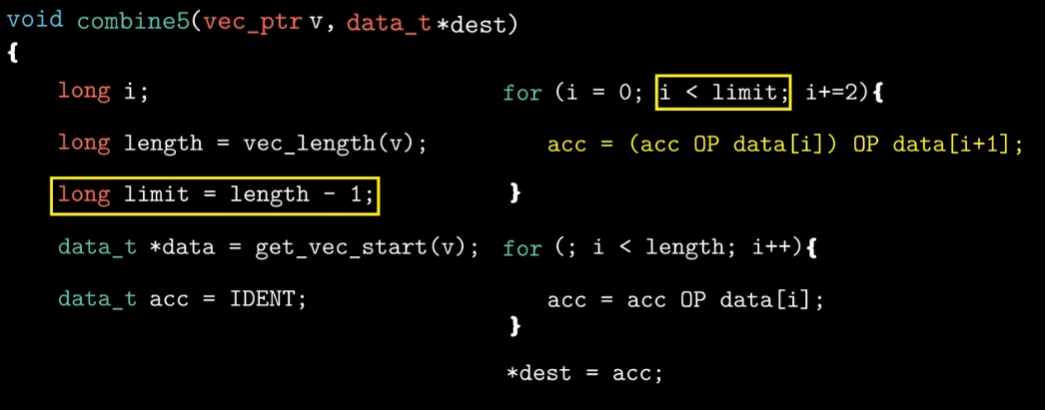 void combine5(vec_ptr v, data_t *dest)
{
long i;
long length = vec_length(v);
long limit = length - 1;
data_t *data = get_vec_start(v);
data_t acc = IDENT;
for (i = 0; i < limit; i+=2){
acc = (acc OP data[i]) OP data[i+1];
}
for (; i < length; i++){
acc = acc OP data[i];
}
*dest = acc;